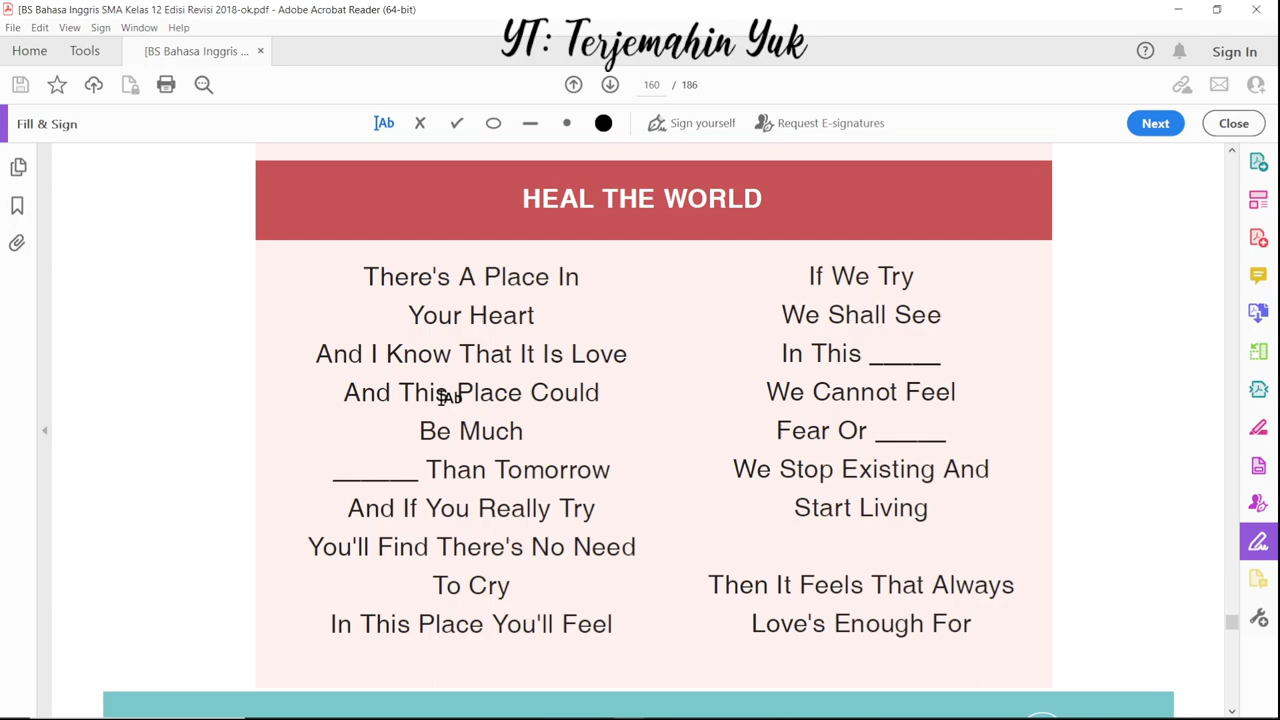 [BS Bahasa Inggris SMA Kelas 12 Edisi Revisi 2018-ok.pdf - Adobe Acrobat Reader (64-bit)
File Edit View Sign Window Help
YT: Terjemahin Yuk
Home Tools [BS Bahasa Inggris ... × Sign In
160 / 186
Fill & Sign Ab Sign yourself Request E-signatures Next Close
HEAL THE WORLD
There's A Place In
Your Heart
And I Know That It Is Love
And This Place Could
Be Much
______ Than Tomorrow
And If You Really Try
You'll Find There's No Need
To Cry
In This Place You'll Feel
If We Try
We Shall See
In This _____
We Cannot Feel
Fear Or _____
We Stop Existing And
Start Living
Then It Feels That Always
Love's Enough For